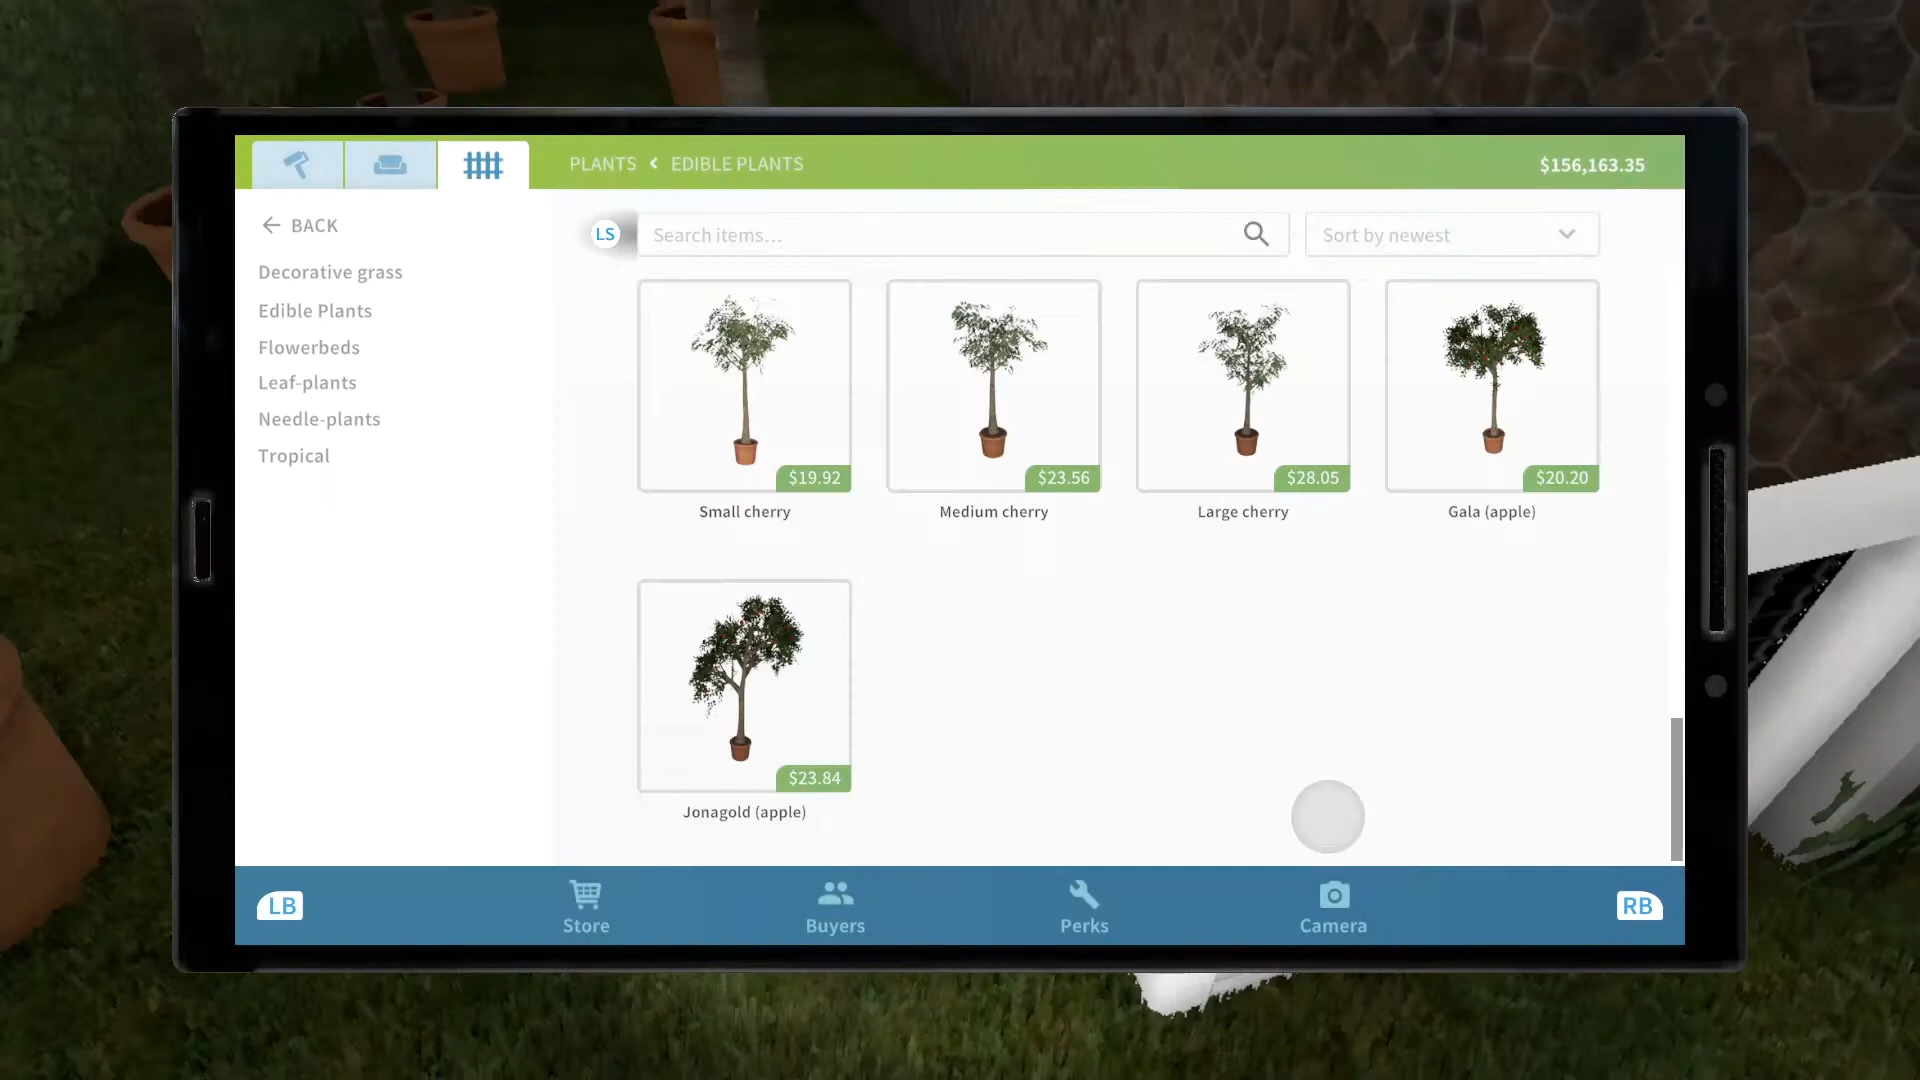 PLANTS < EDIBLE PLANTS
$156,163.35
BACK
LS
Search items...
Sort by newest
Decorative grass
Edible Plants
Flowerbeds
Leaf-plants
Needle-plants
Tropical
$19.92
$23.56
$28.05
$20.20
Small cherry
Medium cherry
Large cherry
Gala (apple)
$23.84
Jonagold (apple)
LB
Store
Buyers
Perks
Camera
RB